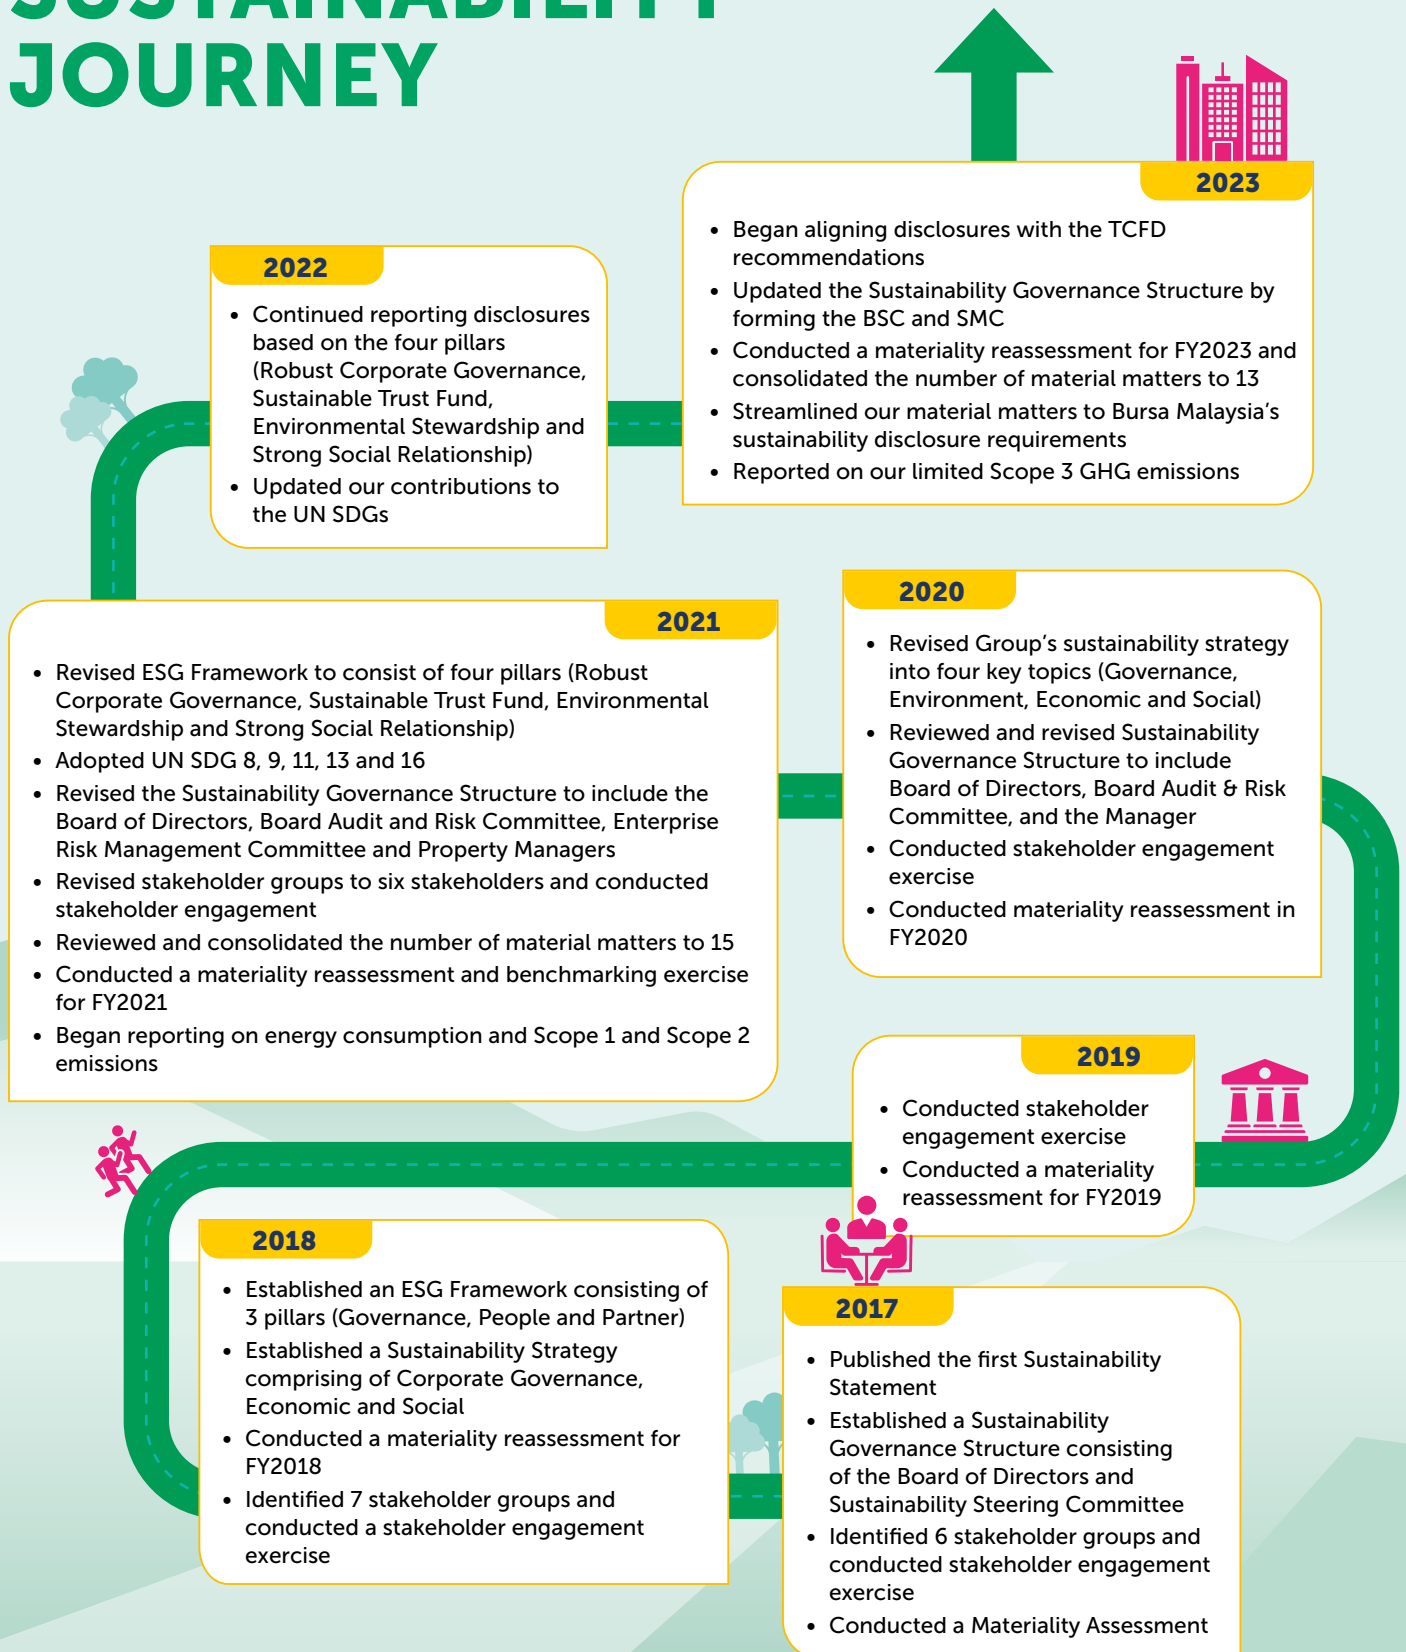 SUSTAINABILITY
JOURNEY
2023
• Began aligning disclosures with the TCFD
recommendations
• Updated the Sustainability Governance Structure by
forming the BSC and SMC
• Conducted a materiality reassessment for FY2023 and
consolidated the number of material matters to 13
• Streamlined our material matters to Bursa Malaysia’s
sustainability disclosure requirements
• Reported on our limited Scope 3 GHG emissions
2022
• Continued reporting disclosures
based on the four pillars
(Robust Corporate Governance,
Sustainable Trust Fund,
Environmental Stewardship and
Strong Social Relationship)
• Updated our contributions to
the UN SDGs
2021
• Revised ESG Framework to consist of four pillars (Robust
Corporate Governance, Sustainable Trust Fund, Environmental
Stewardship and Strong Social Relationship)
• Adopted UN SDG 8, 9, 11, 13 and 16
• Revised the Sustainability Governance Structure to include the
Board of Directors, Board Audit and Risk Committee, Enterprise
Risk Management Committee and Property Managers
• Revised stakeholder groups to six stakeholders and conducted
stakeholder engagement
• Reviewed and consolidated the number of material matters to 15
• Conducted a materiality reassessment and benchmarking exercise
for FY2021
• Began reporting on energy consumption and Scope 1 and Scope 2
emissions
2020
• Revised Group’s sustainability strategy
into four key topics (Governance,
Environment, Economic and Social)
• Reviewed and revised Sustainability
Governance Structure to include
Board of Directors, Board Audit & Risk
Committee, and the Manager
• Conducted stakeholder engagement
exercise
• Conducted materiality reassessment in
FY2020
2019
• Conducted stakeholder
engagement exercise
• Conducted a materiality
reassessment for FY2019
2018
• Established an ESG Framework consisting of
3 pillars (Governance, People and Partner)
• Established a Sustainability Strategy
comprising of Corporate Governance,
Economic and Social
• Conducted a materiality reassessment for
FY2018
• Identified 7 stakeholder groups and
conducted a stakeholder engagement
exercise
2017
• Published the first Sustainability
Statement
• Established a Sustainability
Governance Structure consisting
of the Board of Directors and
Sustainability Steering Committee
• Identified 6 stakeholder groups and
conducted stakeholder engagement
exercise
• Conducted a Materiality Assessment